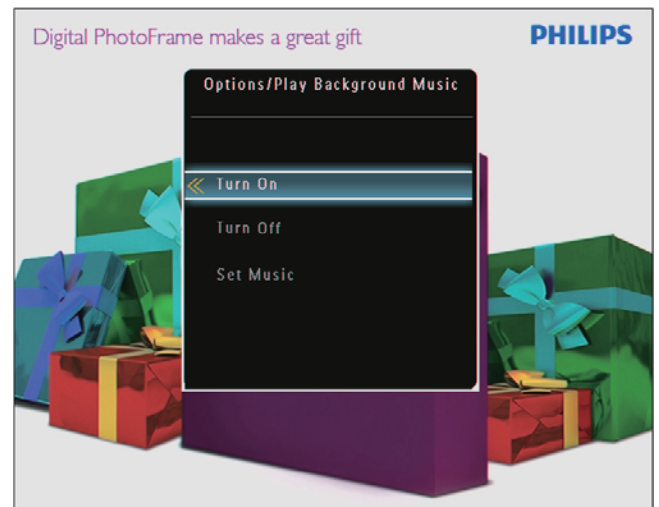 Digital PhotoFrame makes a great gift
PHILIPS
Options/Play Background Music
Turn On
Turn Off
Set Music